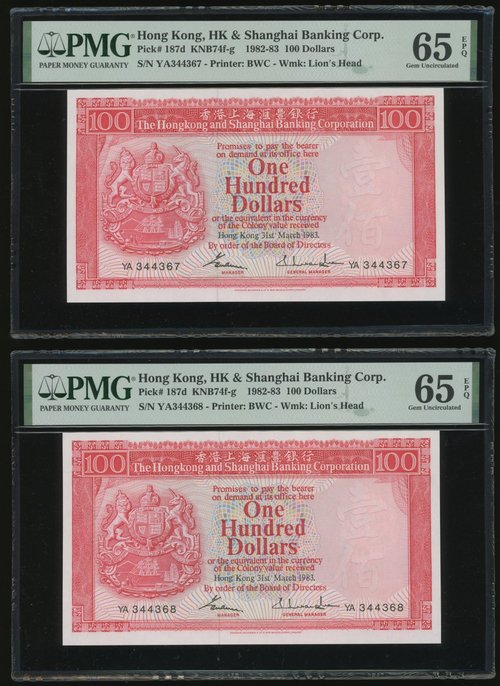 PMG
PAPER MONEY GUARANTY
Hong Kong, HK & Shanghai Banking Corp.
Pick# 187d KNB74f-g 1982-83 100 Dollars
S/N YA344367 - Printer: BWC - Wmk: Lion's Head
65 EPQ
Gem Uncirculated
100
香港上海滙豐銀行
100
The Hongkong and Shanghai Banking Corporation
Promises to pay the bearer
on demand at its office here
One
Hundred
Dollars
壹佰
or the equivalent in the currency
of the Colony value received
Hong Kong 31st March 1983.
By order of the Board of Directors
YA 344367
YA 344367
MANAGER
GENERAL MANAGER
PMG
PAPER MONEY GUARANTY
Hong Kong, HK & Shanghai Banking Corp.
Pick# 187d KNB74f-g 1982-83 100 Dollars
S/N YA344368 - Printer: BWC - Wmk: Lion's Head
65 EPQ
Gem Uncirculated
100
香港上海滙豐銀行
100
The Hongkong and Shanghai Banking Corporation
Promises to pay the bearer
on demand at its office here
One
Hundred
Dollars
壹佰
or the equivalent in the currency
of the Colony value received
Hong Kong 31st March 1983.
By order of the Board of Directors
YA 344368
YA 344368
MANAGER
GENERAL MANAGER